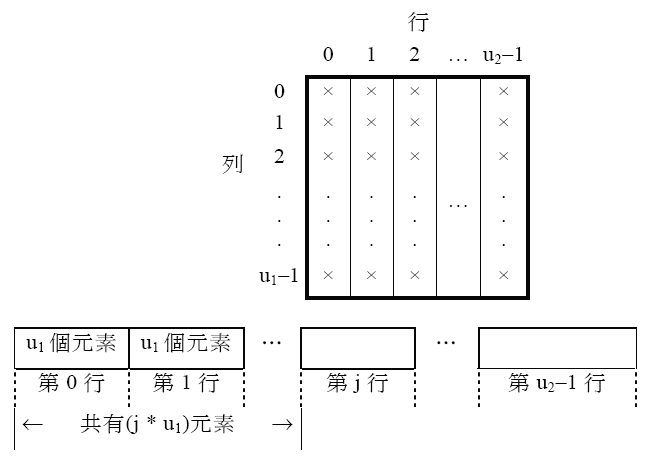 行
0 1 2 … u₂−1
0 × × × ×
1 × × × ×
列
2 × × × ×
. . . . .
. . . . … .
. . . . .
u₁−1 × × × ×
u₁ 個元素 u₁ 個元素 … …
第 0 行 第 1 行 第 j 行 第 u₂−1 行
← 共有(j * u₁)元素 →